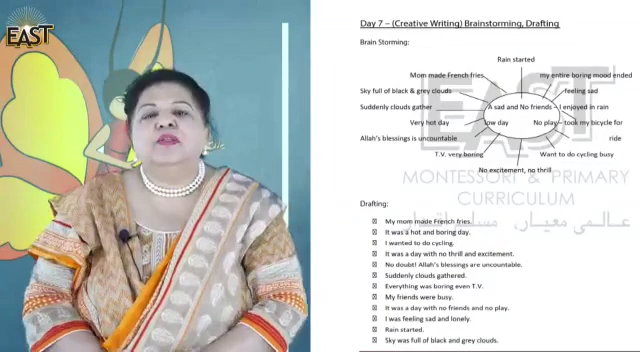 EAST
Day 7 – (Creative Writing) Brainstorming, Drafting
Brain Storming:
Rain started
Mom made French fries
my entire boring mood ended
Sky full of black & grey clouds
feeling sad
Suddenly clouds gather
A sad and No friends – I enjoyed in rain
Very hot day
low day
No play – took my bicycle for
Allah's blessings is uncountable
ride
T.V. very boring
Want to do cycling busy
No excitement, no thrill
EAST
MONTESSORI & PRIMARY
CURRICULUM
Drafting:
My mom made French fries.
It was a hot and boring day.
I wanted to do cycling.
It was a day with no thrill and excitement.
No doubt! Allah's blessings are uncountable.
Suddenly clouds gathered.
Everything was boring even T.V.
My friends were busy.
It was a day with no friends and no play.
I was feeling sad and lonely.
Rain started.
Sky was full of black and grey clouds.